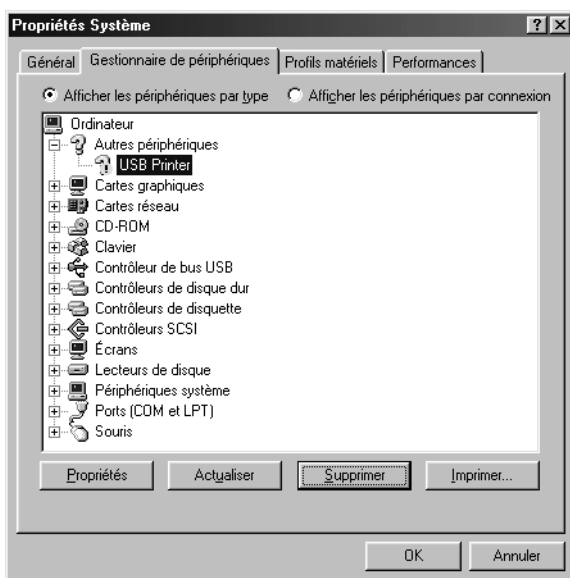 Propriétés Système
Général Gestionnaire de périphériques Profils matériels Performances
Afficher les périphériques par type Afficher les périphériques par connexion
Ordinateur
Autres périphériques
USB Printer
Cartes graphiques
Cartes réseau
CD-ROM
Clavier
Contrôleur de bus USB
Contrôleurs de disque dur
Contrôleurs de disquette
Contrôleurs SCSI
Écrans
Lecteurs de disque
Périphériques système
Ports (COM et LPT)
Souris
Propriétés Actualiser Supprimer Imprimer...
OK Annuler